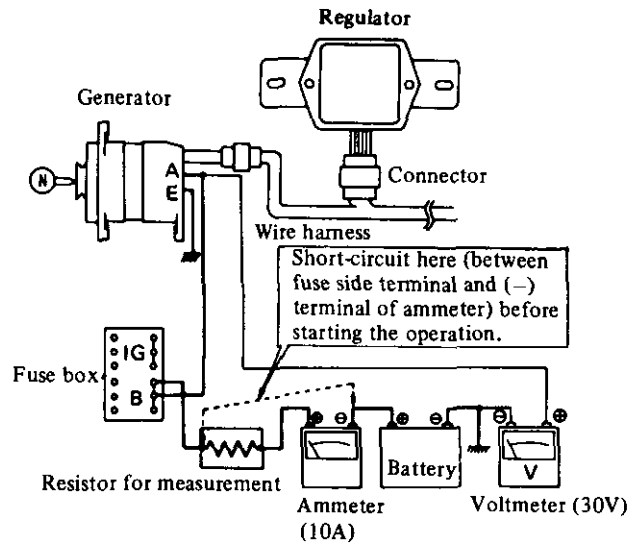 Regulator
Generator
N
A
E
Connector
Wire harness
Short-circuit here (between
fuse side terminal and (−)
terminal of ammeter) before
starting the operation.
IG
Fuse box
B
⊕
⊖
⊕
⊖
⊖
⊕
Battery
V
Resistor for measurement
Ammeter
(10A)
Voltmeter (30V)